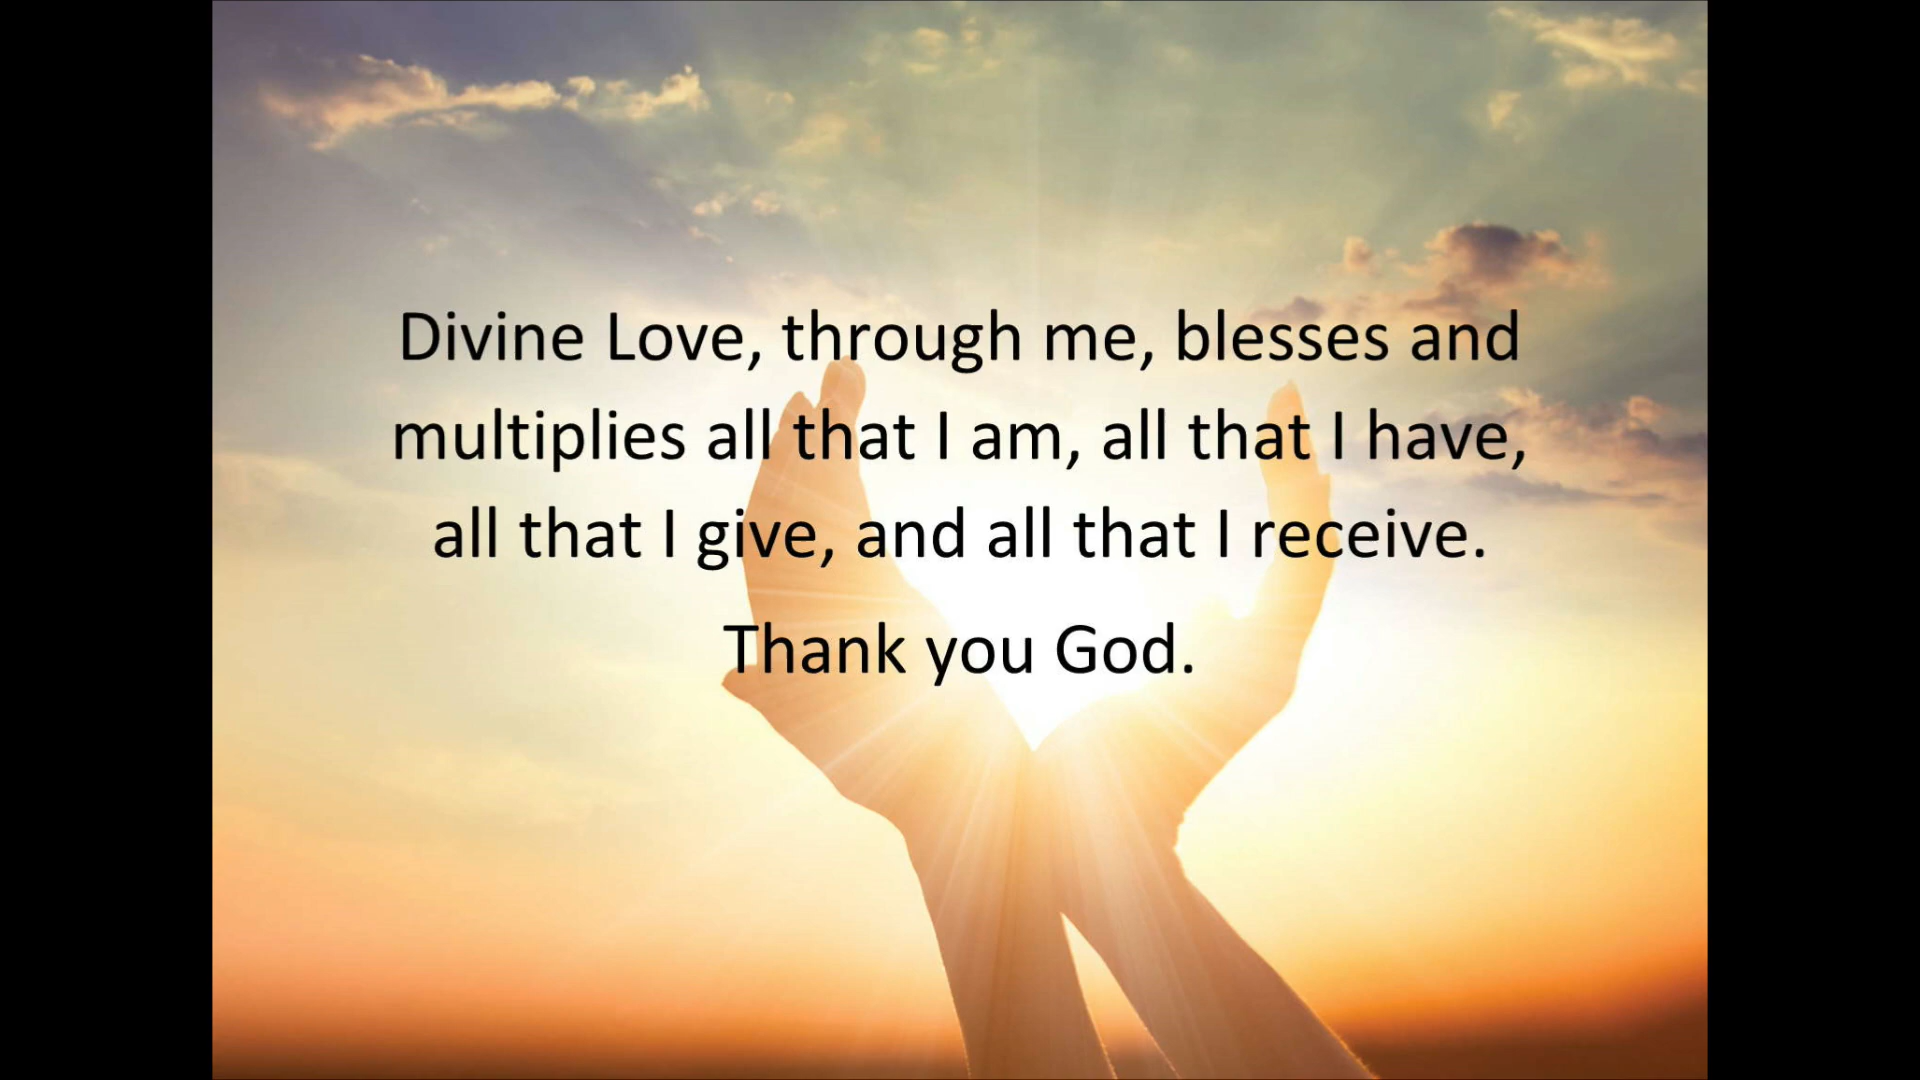 Divine Love, through me, blesses and
multiplies all that I am, all that I have,
all that I give, and all that I receive.
Thank you God.